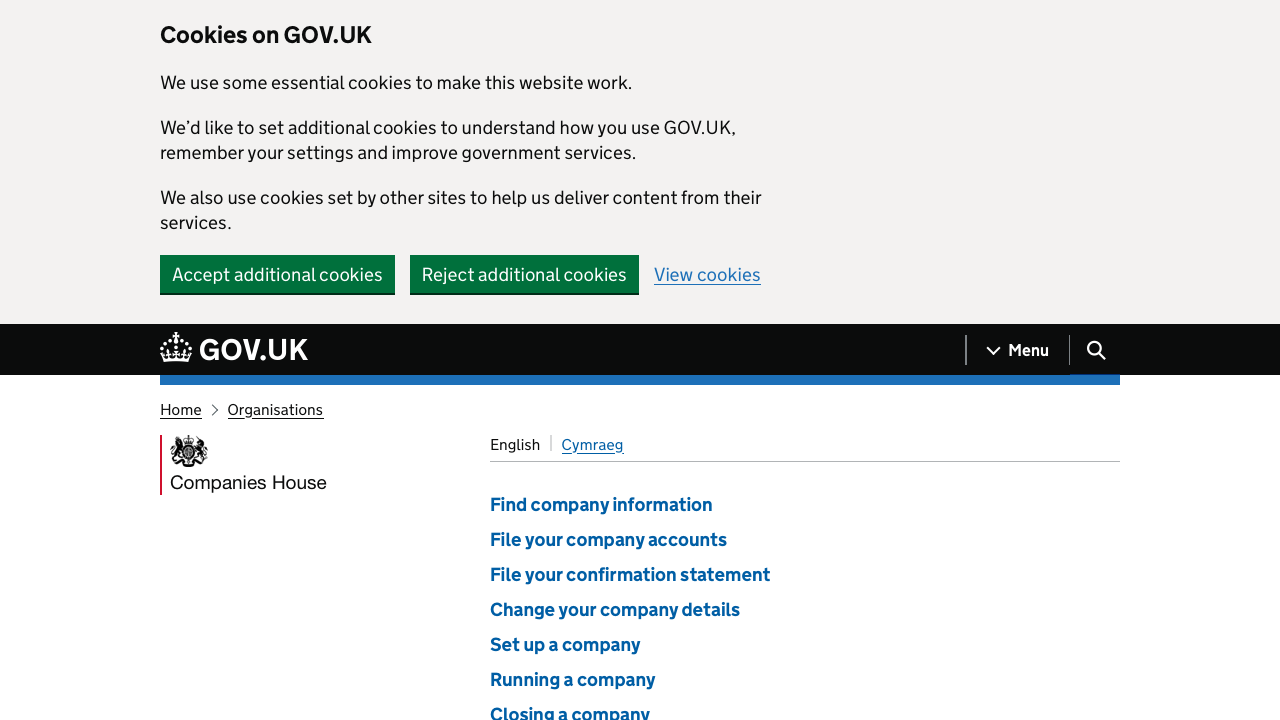 Cookies on GOV.UK
We use some essential cookies to make this website work.
We’d like to set additional cookies to understand how you use GOV.UK,
remember your settings and improve government services.
We also use cookies set by other sites to help us deliver content from their
services.
Accept additional cookies Reject additional cookies View cookies
GOV.UK Menu
Home Organisations
Companies House
English Cymraeg
Find company information
File your company accounts
File your confirmation statement
Change your company details
Set up a company
Running a company
Closing a company